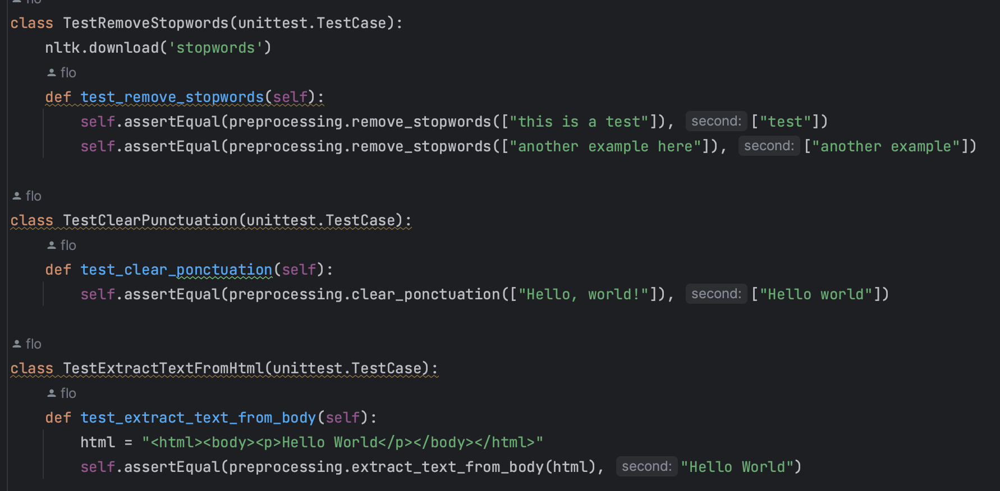 flo
class TestRemoveStopwords(unittest.TestCase):
nltk.download('stopwords')
flo
def test_remove_stopwords(self):
self.assertEqual(preprocessing.remove_stopwords(["this is a test"]), second: ["test"])
self.assertEqual(preprocessing.remove_stopwords(["another example here"]), second: ["another example"])
flo
class TestClearPunctuation(unittest.TestCase):
flo
def test_clear_ponctuation(self):
self.assertEqual(preprocessing.clear_ponctuation(["Hello, world!"]), second: ["Hello world"])
flo
class TestExtractTextFromHtml(unittest.TestCase):
flo
def test_extract_text_from_body(self):
html = "<html><body><p>Hello World</p></body></html>"
self.assertEqual(preprocessing.extract_text_from_body(html), second: "Hello World")